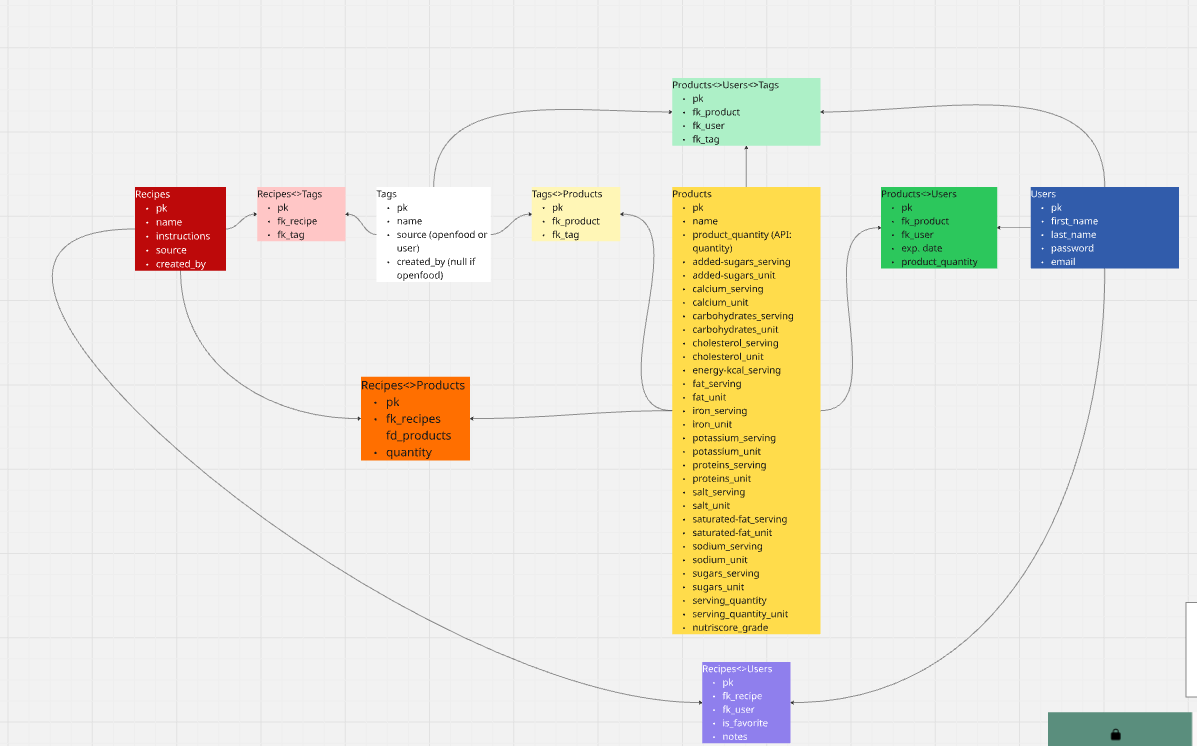 Products<>Users<>Tags
pk
fk_product
fk_user
fk_tag
Recipes
pk
name
instructions
source
created_by
Recipes<>Tags
pk
fk_recipe
fk_tag
Tags
pk
name
source (openfood or
user)
created_by (null if
openfood)
Tags<>Products
pk
fk_product
fk_tag
Products
pk
name
product_quantity (API:
quantity)
added-sugars_serving
added-sugars_unit
calcium_serving
calcium_unit
carbohydrates_serving
carbohydrates_unit
cholesterol_serving
cholesterol_unit
energy-kcal_serving
fat_serving
fat_unit
iron_serving
iron_unit
potassium_serving
potassium_unit
proteins_serving
proteins_unit
salt_serving
salt_unit
saturated-fat_serving
saturated-fat_unit
sodium_serving
sodium_unit
sugars_serving
sugars_unit
serving_quantity
serving_quantity_unit
nutriscore_grade
Products<>Users
pk
fk_product
fk_user
exp. date
product_quantity
Users
pk
first_name
last_name
password
email
Recipes<>Products
pk
fk_recipes
fd_products
quantity
Recipes<>Users
pk
fk_recipe
fk_user
is_favorite
notes